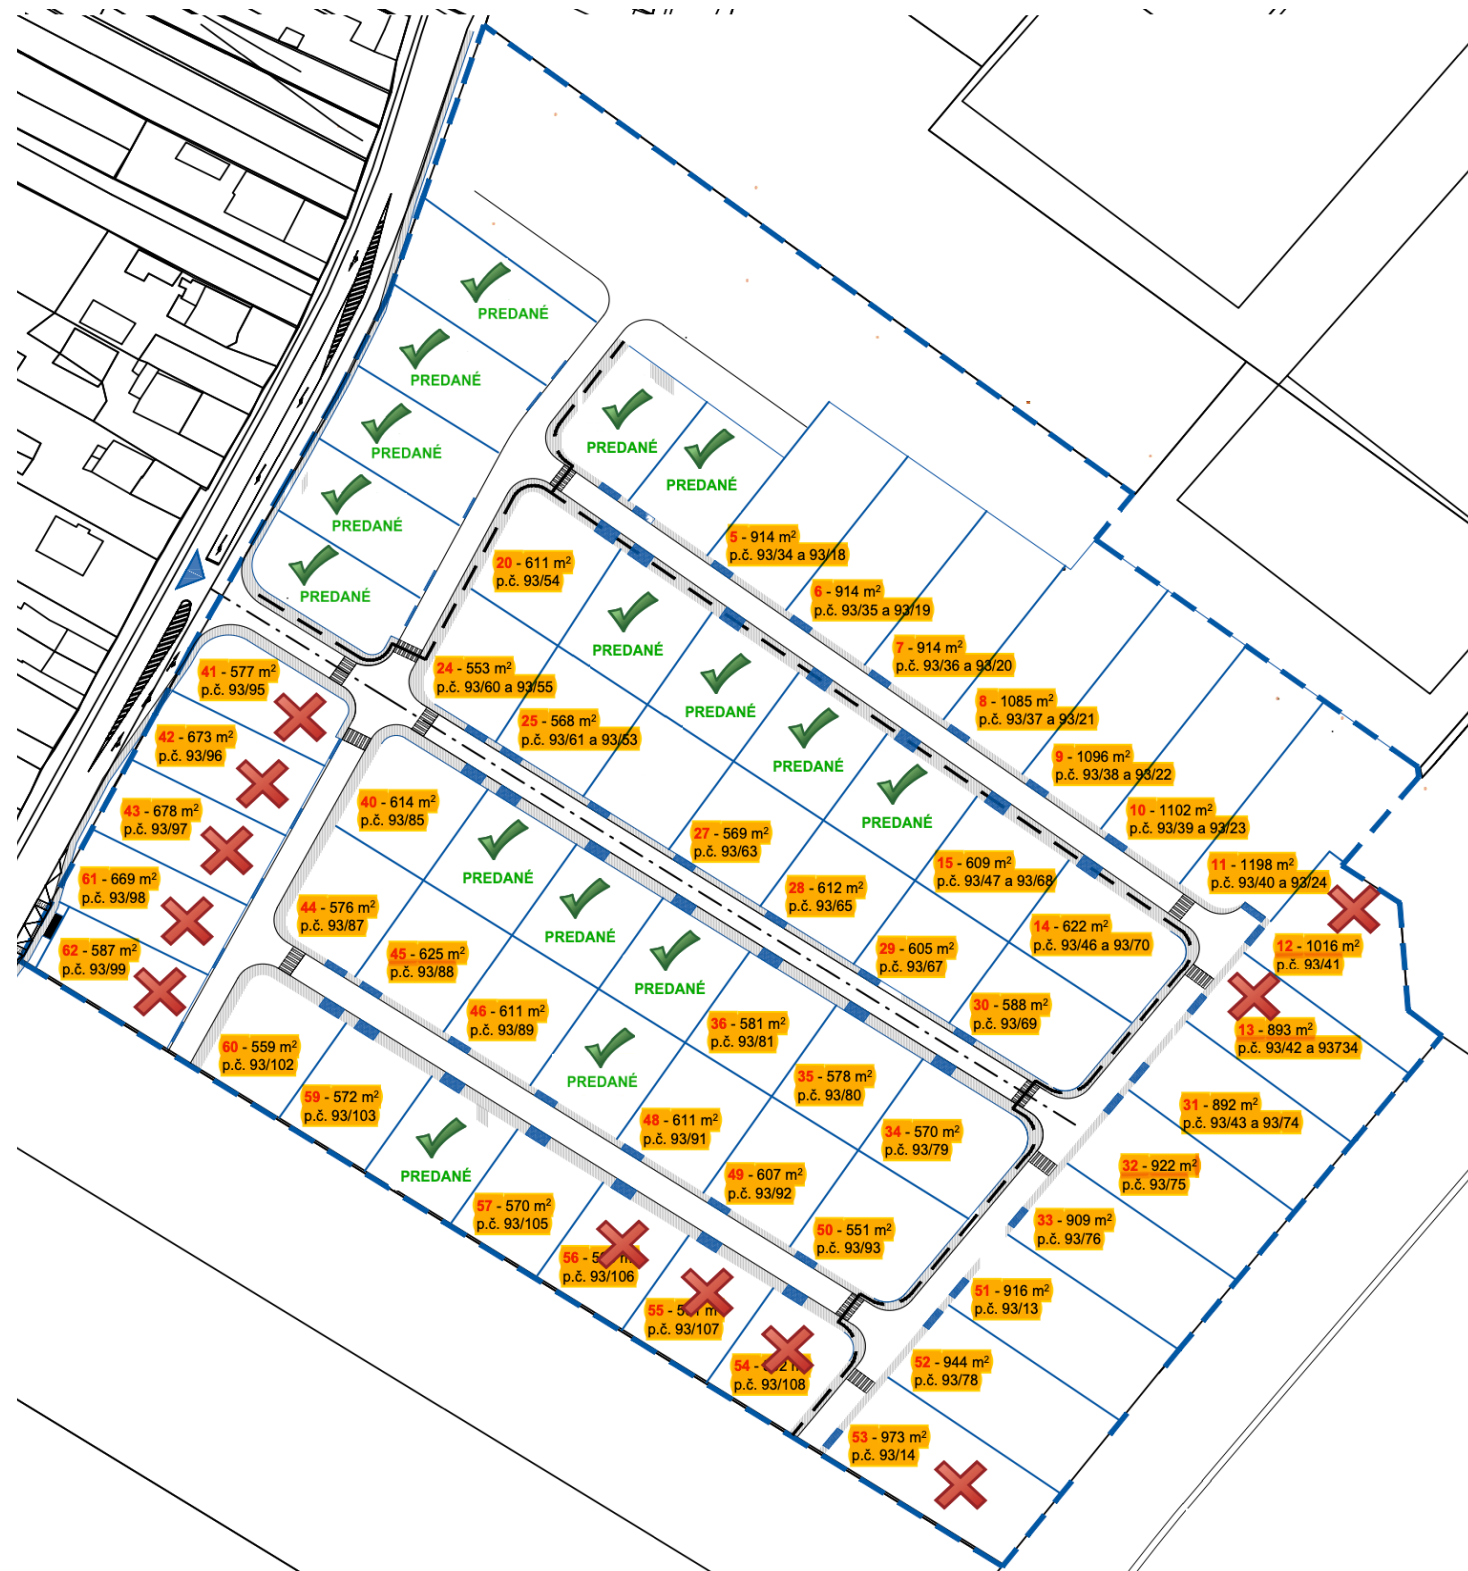 PREDANÉ
PREDANÉ
PREDANÉ
PREDANÉ
PREDANÉ
PREDANÉ
PREDANÉ
5 - 914 m²
p.č. 93/34 a 93/18
20 - 611 m²
p.č. 93/54
6 - 914 m²
p.č. 93/35 a 93/19
PREDANÉ
7 - 914 m²
p.č. 93/36 a 93/20
24 - 553 m²
p.č. 93/60 a 93/55
41 - 577 m²
p.č. 93/95
PREDANÉ
8 - 1085 m²
p.č. 93/37 a 93/21
25 - 568 m²
p.č. 93/61 a 93/53
42 - 673 m²
p.č. 93/96
PREDANÉ
9 - 1096 m²
p.č. 93/38 a 93/22
40 - 614 m²
p.č. 93/85
43 - 678 m²
p.č. 93/97
PREDANÉ
10 - 1102 m²
p.č. 93/39 a 93/23
27 - 569 m²
p.č. 93/63
11 - 1198 m²
p.č. 93/40 a 93/24
15 - 609 m²
p.č. 93/47 a 93/68
PREDANÉ
61 - 669 m²
p.č. 93/98
28 - 612 m²
p.č. 93/65
44 - 576 m²
p.č. 93/87
14 - 622 m²
p.č. 93/46 a 93/70
PREDANÉ
12 - 1016 m²
p.č. 93/41
62 - 587 m²
p.č. 93/99
45 - 625 m²
p.č. 93/88
29 - 605 m²
p.č. 93/67
PREDANÉ
46 - 611 m²
p.č. 93/89
30 - 588 m²
p.č. 93/69
36 - 581 m²
p.č. 93/81
13 - 893 m²
p.č. 93/42 a 93734
60 - 559 m²
p.č. 93/102
PREDANÉ
35 - 578 m²
p.č. 93/80
59 - 572 m²
p.č. 93/103
31 - 892 m²
p.č. 93/43 a 93/74
48 - 611 m²
p.č. 93/91
34 - 570 m²
p.č. 93/79
PREDANÉ
32 - 922 m²
p.č. 93/75
49 - 607 m²
p.č. 93/92
57 - 570 m²
p.č. 93/105
33 - 909 m²
p.č. 93/76
50 - 551 m²
p.č. 93/93
56 -
p.č. 93/106
51 - 916 m²
p.č. 93/13
55 -
p.č. 93/107
54 -
p.č. 93/108
52 - 944 m²
p.č. 93/78
53 - 973 m²
p.č. 93/14